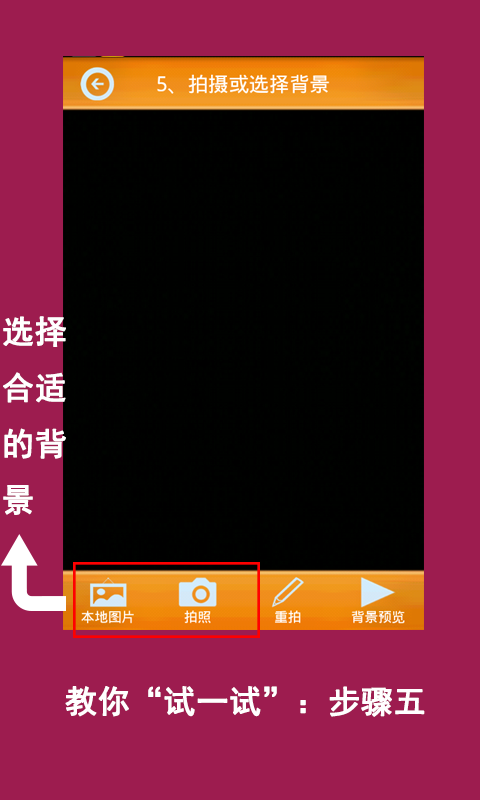 5、拍摄或选择背景
选择
合适
的背
景
本地图片 拍照 重拍 背景预览
教你“试一试”：步骤五